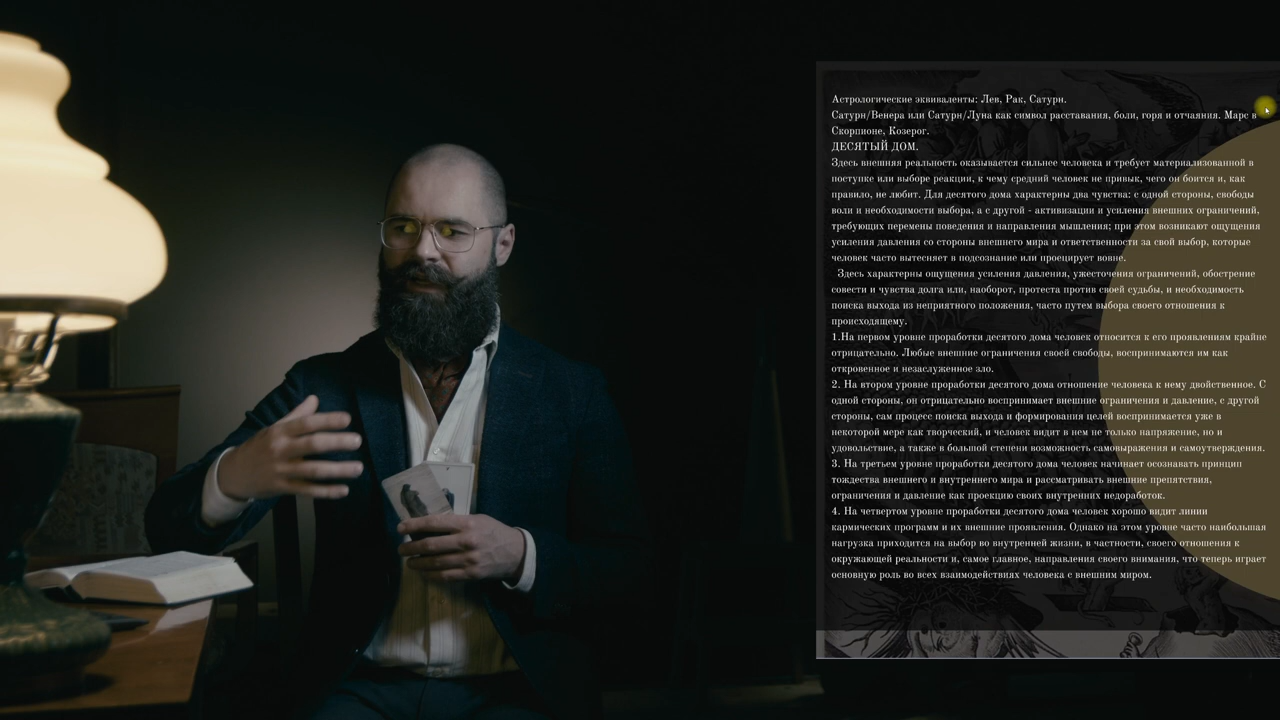 Астрологические эквиваленты: Лев, Рак, Сатурн.
Сатурн/Венера или Сатурн/Луна как символ расставания, боли, горя и отчаяния. Марс в
Скорпионе, Козерог.
ДЕСЯТЫЙ ДОМ.
Здесь внешняя реальность оказывается сильнее человека и требует материализованной в
поступке или выборе реакции, к чему средний человек не привык, чего он боится и, как
правило, не любит. Для десятого дома характерны два чувства: с одной стороны, свободы
воли и необходимости выбора, а с другой - активизации и усиления внешних ограничений,
требующих перемены поведения и направления мышления; при этом возникают ощущения
усиления давления со стороны внешнего мира и ответственности за свой выбор, которые
человек часто вытесняет в подсознание или проецирует вовне.
Здесь характерны ощущения усиления давления, ужесточения ограничений, обострение
совести и чувства долга или, наоборот, протеста против своей судьбы, и необходимость
поиска выхода из неприятного положения, часто путем выбора своего отношения к
происходящему.
1.На первом уровне проработки десятого дома человек относится к его проявлениям крайне
отрицательно. Любые внешние ограничения своей свободы, воспринимаются им как
откровенное и незаслуженное зло.
2. На втором уровне проработки десятого дома отношение человека к нему двойственное. С
одной стороны, он отрицательно воспринимает внешние ограничения и давление, с другой
стороны, сам процесс поиска выхода и формирования целей воспринимается уже в
некоторой мере как творческий, и человек видит в нем не только напряжение, но и
удовольствие, а также в большой степени возможность самовыражения и самоутверждения.
3. На третьем уровне проработки десятого дома человек начинает осознавать принцип
тождества внешнего и внутреннего мира и рассматривать внешние препятствия,
ограничения и давление как проекцию своих внутренних недоработок.
4. На четвертом уровне проработки десятого дома человек хорошо видит линии
кармических программ и их внешние проявления. Однако на этом уровне часто наибольшая
нагрузка приходится на выбор во внутренней жизни, в частности, своего отношения к
окружающей реальности и, самое главное, направления своего внимания, что теперь играет
основную роль во всех взаимодействиях человека с внешним миром.